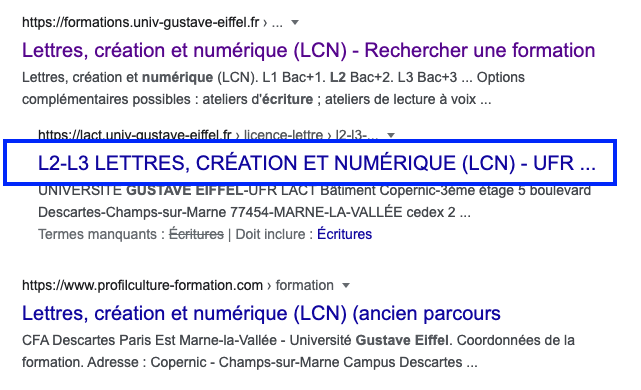 https://formations.univ-gustave-eiffel.fr › ...
Lettres, création et numérique (LCN) - Rechercher une formation
Lettres, création et numérique (LCN). L1 Bac+1. L2 Bac+2. L3 Bac+3 ... Options
complémentaires possibles : ateliers d'écriture ; ateliers de lecture à voix ...
https://lact.univ-gustave-eiffel.fr › licence-lettre › l2-l3-...
L2-L3 LETTRES, CRÉATION ET NUMÉRIQUE (LCN) - UFR ...
UNIVERSITÉ GUSTAVE EIFFEL-UFR LACT Bâtiment Copernic-3ème étage 5 boulevard
Descartes-Champs-sur-Marne 77454-MARNE-LA-VALLÉE cedex 2 ...
Termes manquants : Écritures | Doit inclure : Écritures
https://www.profilculture-formation.com › formation
Lettres, création et numérique (LCN) (ancien parcours
CFA Descartes Paris Est Marne-la-Vallée - Université Gustave Eiffel. Coordonnées de la
formation. Adresse : Copernic - Champs-sur-Marne Campus Descartes ...